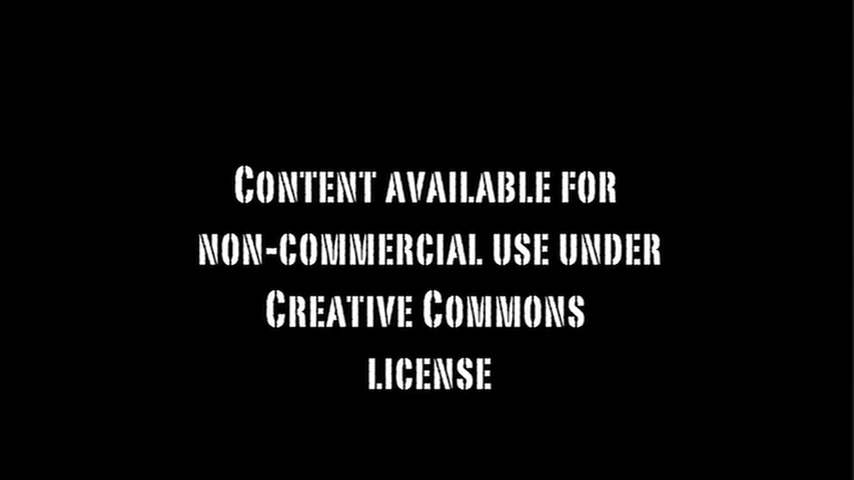 Content available for
non-commercial use under
Creative Commons
license